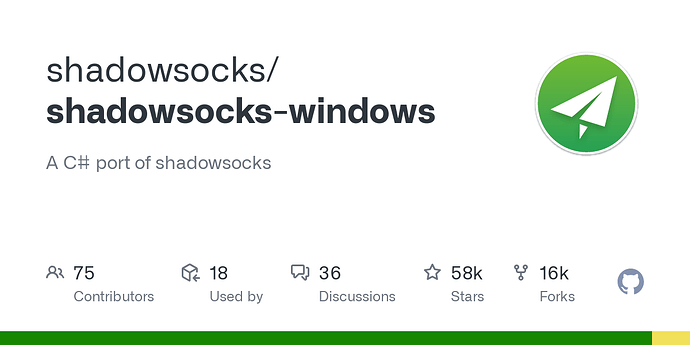 shadowsocks/
shadowsocks-windows
A C# port of shadowsocks
75
Contributors
18
Used by
36
Discussions
58k
Stars
16k
Forks